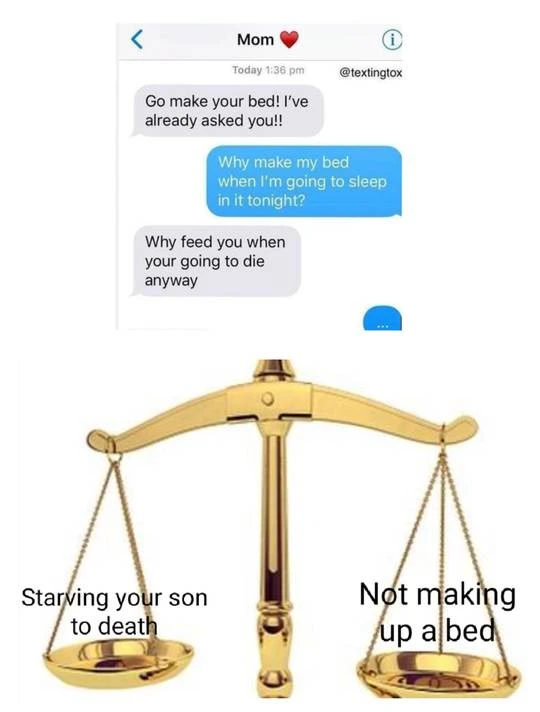 Mom ❤️
Today 1:36 pm
@textingtox
Go make your bed! I've
already asked you!!
Why make my bed
when I'm going to sleep
in it tonight?
Why feed you when
your going to die
anyway
...
Starving your son
to death
Not making
up a bed